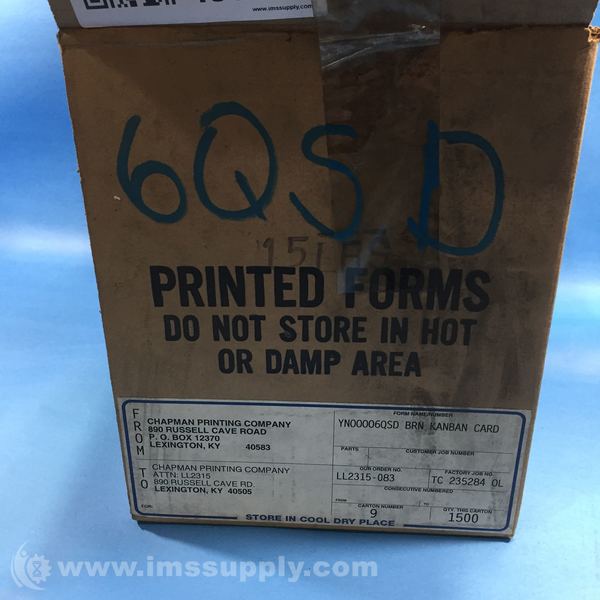 www.imssupply.com
6QSD
PRINTED FORMS
DO NOT STORE IN HOT
OR DAMP AREA
FROM
CHAPMAN PRINTING COMPANY
890 RUSSELL CAVE ROAD
P. O. BOX 12370
LEXINGTON, KY 40583
TO
CHAPMAN PRINTING COMPANY
ATTN: LL2315
890 RUSSELL CAVE RD.
LEXINGTON, KY 40505
FOR:
FORM NAME/NUMBER
YN00006QSD BRN KANBAN CARD
PARTS CUSTOMER JOB NUMBER
OUR ORDER NO. FACTORY JOB NO.
LL2315-083 TC 235284 OL
CONSECUTIVE NUMBERED
FROM TO
CARTON NUMBER QTY. THIS CARTON
9 1500
STORE IN COOL DRY PLACE
www.imssupply.com